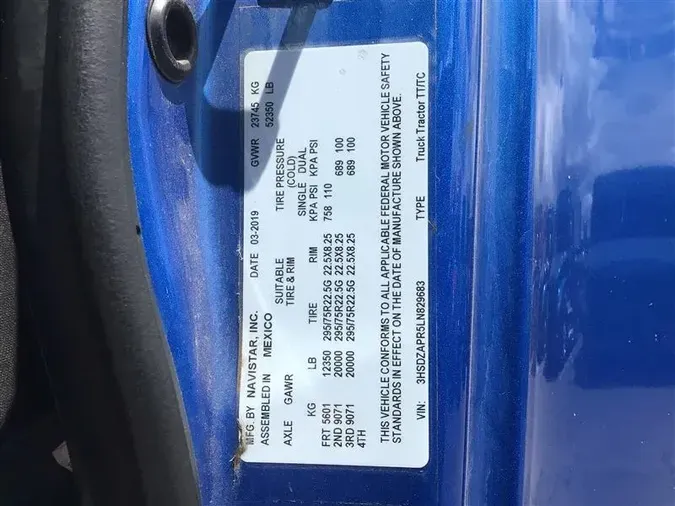 MFG. BY NAVISTAR, INC. DATE 03-2019 GVWR 23745 KG
ASSEMBLED IN MEXICO 52350 LB
SUITABLE TIRE PRESSURE
AXLE GAWR TIRE & RIM (COLD)
SINGLE DUAL
KG LB TIRE RIM KPA PSI KPA PSI
FRT 5601 12350 295/75R22.5G 22.5X8.25 758 110
2ND 9071 20000 295/75R22.5G 22.5X8.25 689 100
3RD 9071 20000 295/75R22.5G 22.5X8.25 689 100
4TH
THIS VEHICLE CONFORMS TO ALL APPLICABLE FEDERAL MOTOR VEHICLE SAFETY
STANDARDS IN EFFECT ON THE DATE OF MANUFACTURE SHOWN ABOVE.
VIN: 3HSDZAPR5LN829683 TYPE Truck Tractor TT/TC